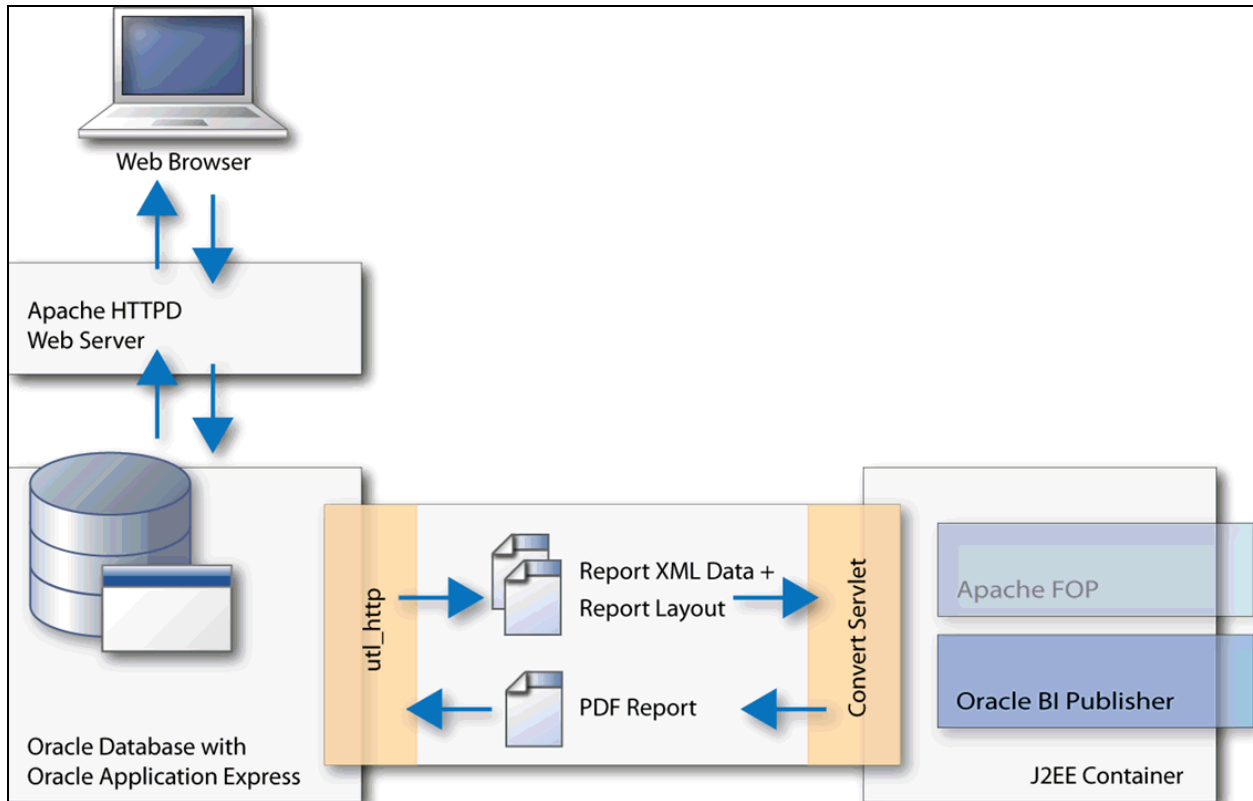 Web Browser
Apache HTTPD
Web Server
Oracle Database with
Oracle Application Express
utl_http
Report XML Data +
Report Layout
PDF Report
Convert Servlet
Apache FOP
Oracle BI Publisher
J2EE Container